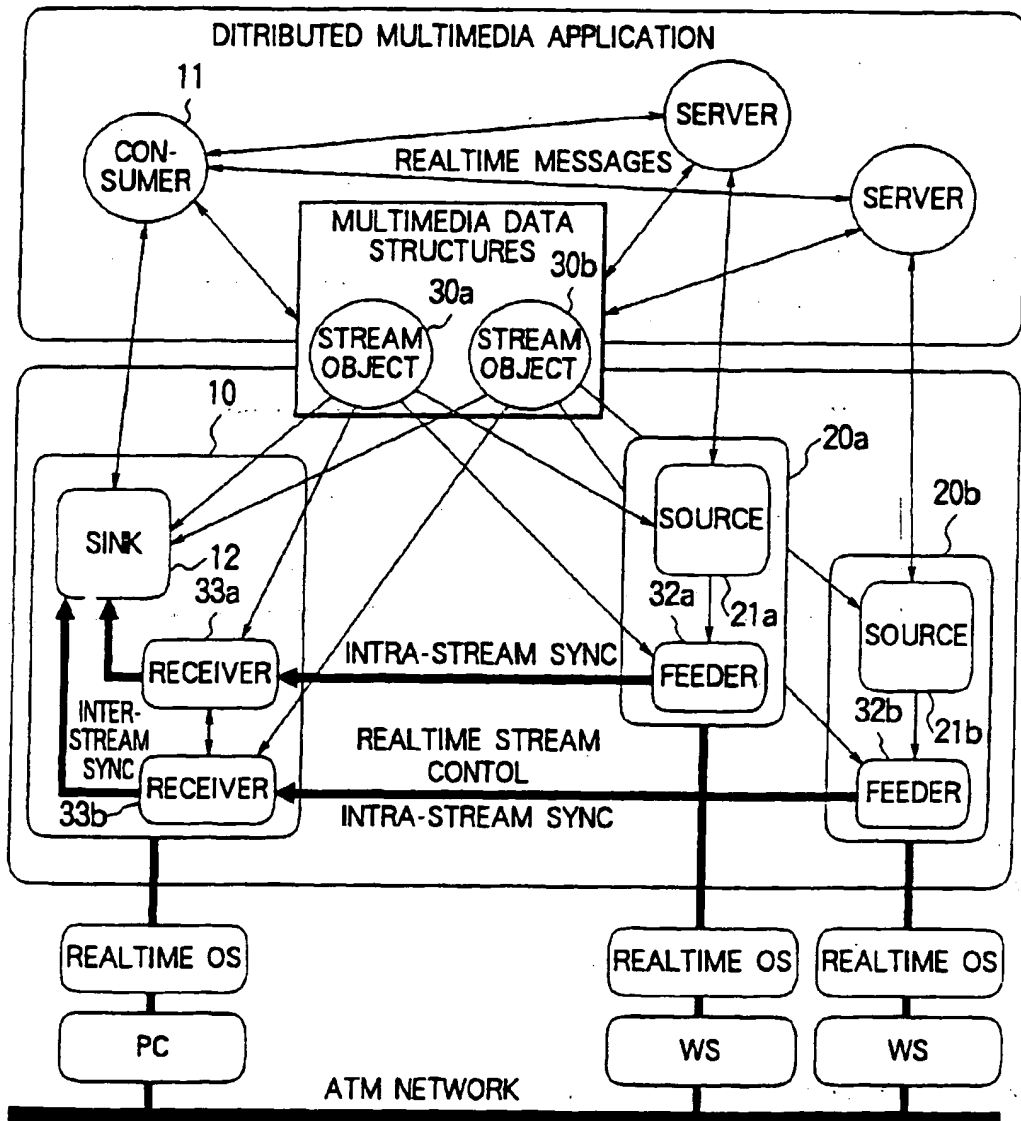 DITRIBUTED MULTIMEDIA APPLICATION
11
CON-
SUMER
SERVER
REALTIME MESSAGES
SERVER
MULTIMEDIA DATA
STRUCTURES
30a
30b
STREAM
OBJECT
STREAM
OBJECT
10
20a
20b
SINK
12
SOURCE
21a
SOURCE
21b
33a
RECEIVER
INTRA-STREAM SYNC
32a
FEEDER
INTER-
STREAM
SYNC
REALTIME STREAM
CONTOL
32b
33b
RECEIVER
INTRA-STREAM SYNC
FEEDER
REALTIME OS
REALTIME OS
REALTIME OS
PC
WS
WS
ATM NETWORK